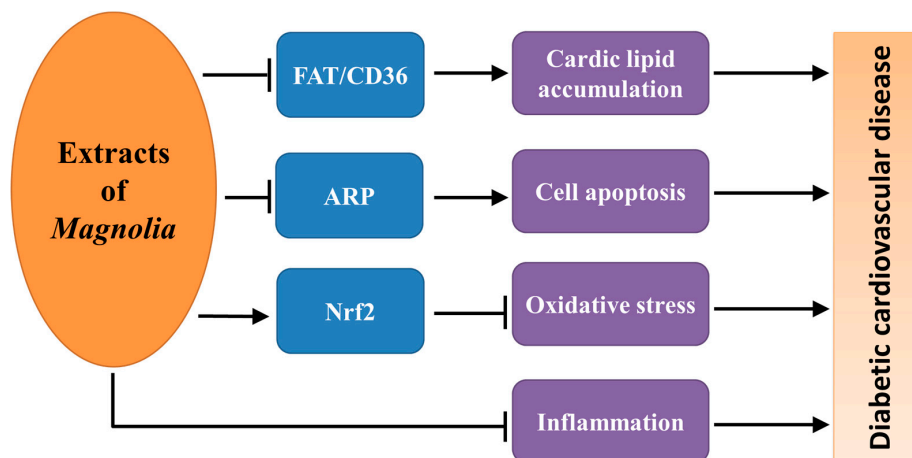 Extracts
of
Magnolia
FAT/CD36
Cardic lipid
accumulation
ARP
Cell apoptosis
Nrf2
Oxidative stress
Inflammation
Diabetic cardiovascular disease